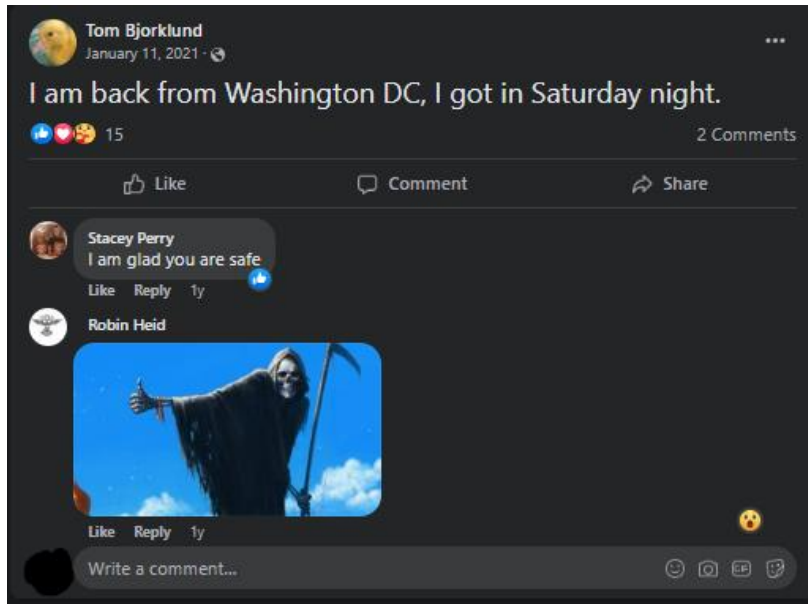 Tom Bjorklund
January 11, 2021 ·
I am back from Washington DC, I got in Saturday night.
15 2 Comments
Like Comment Share
Stacey Perry
I am glad you are safe
Like Reply 1y
Robin Heid
Like Reply 1y
Write a comment...
GIF